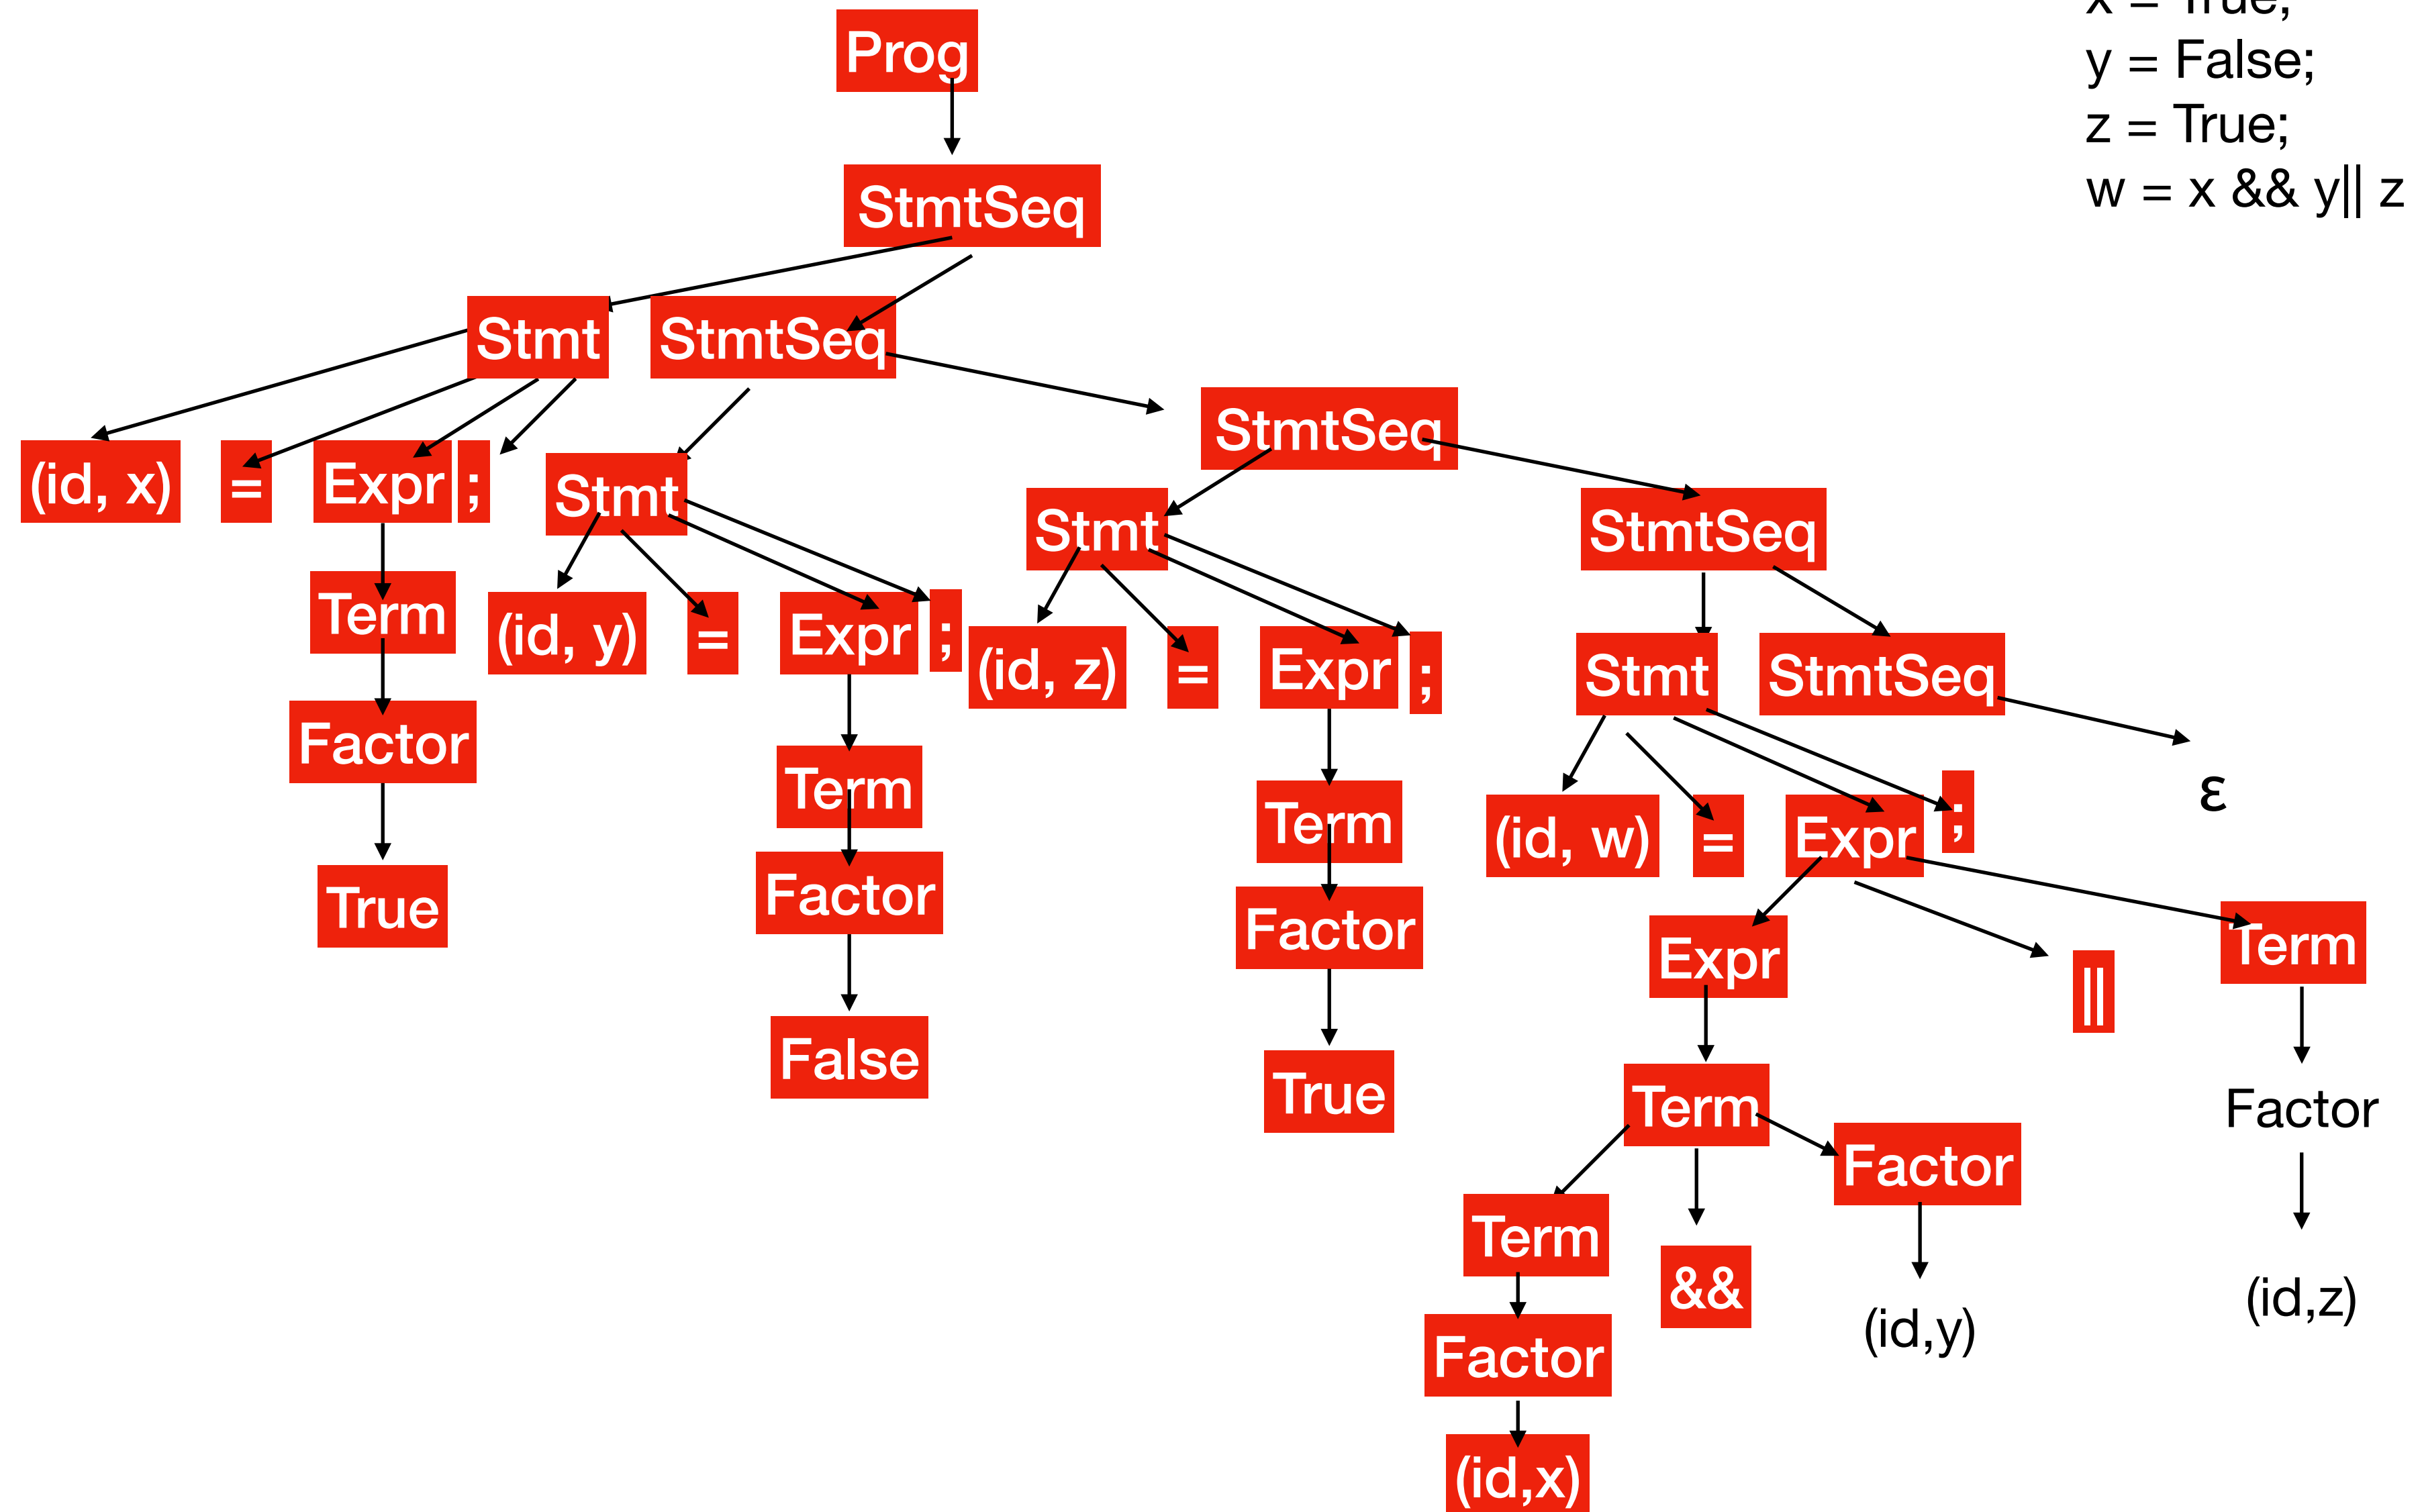 x = True;
y = False;
z = True;
w = x && y|| z
Prog
StmtSeq
Stmt StmtSeq
StmtSeq
(id, x) = Expr ; Stmt
Stmt StmtSeq
Term (id, y) = Expr ;
(id, z) = Expr ; Stmt StmtSeq
Factor
Term Term (id, w) = Expr ; ε
True Factor Factor
Expr || Term
False True Term Factor
Factor
Term && (id,y) (id,z)
Factor
(id,x)